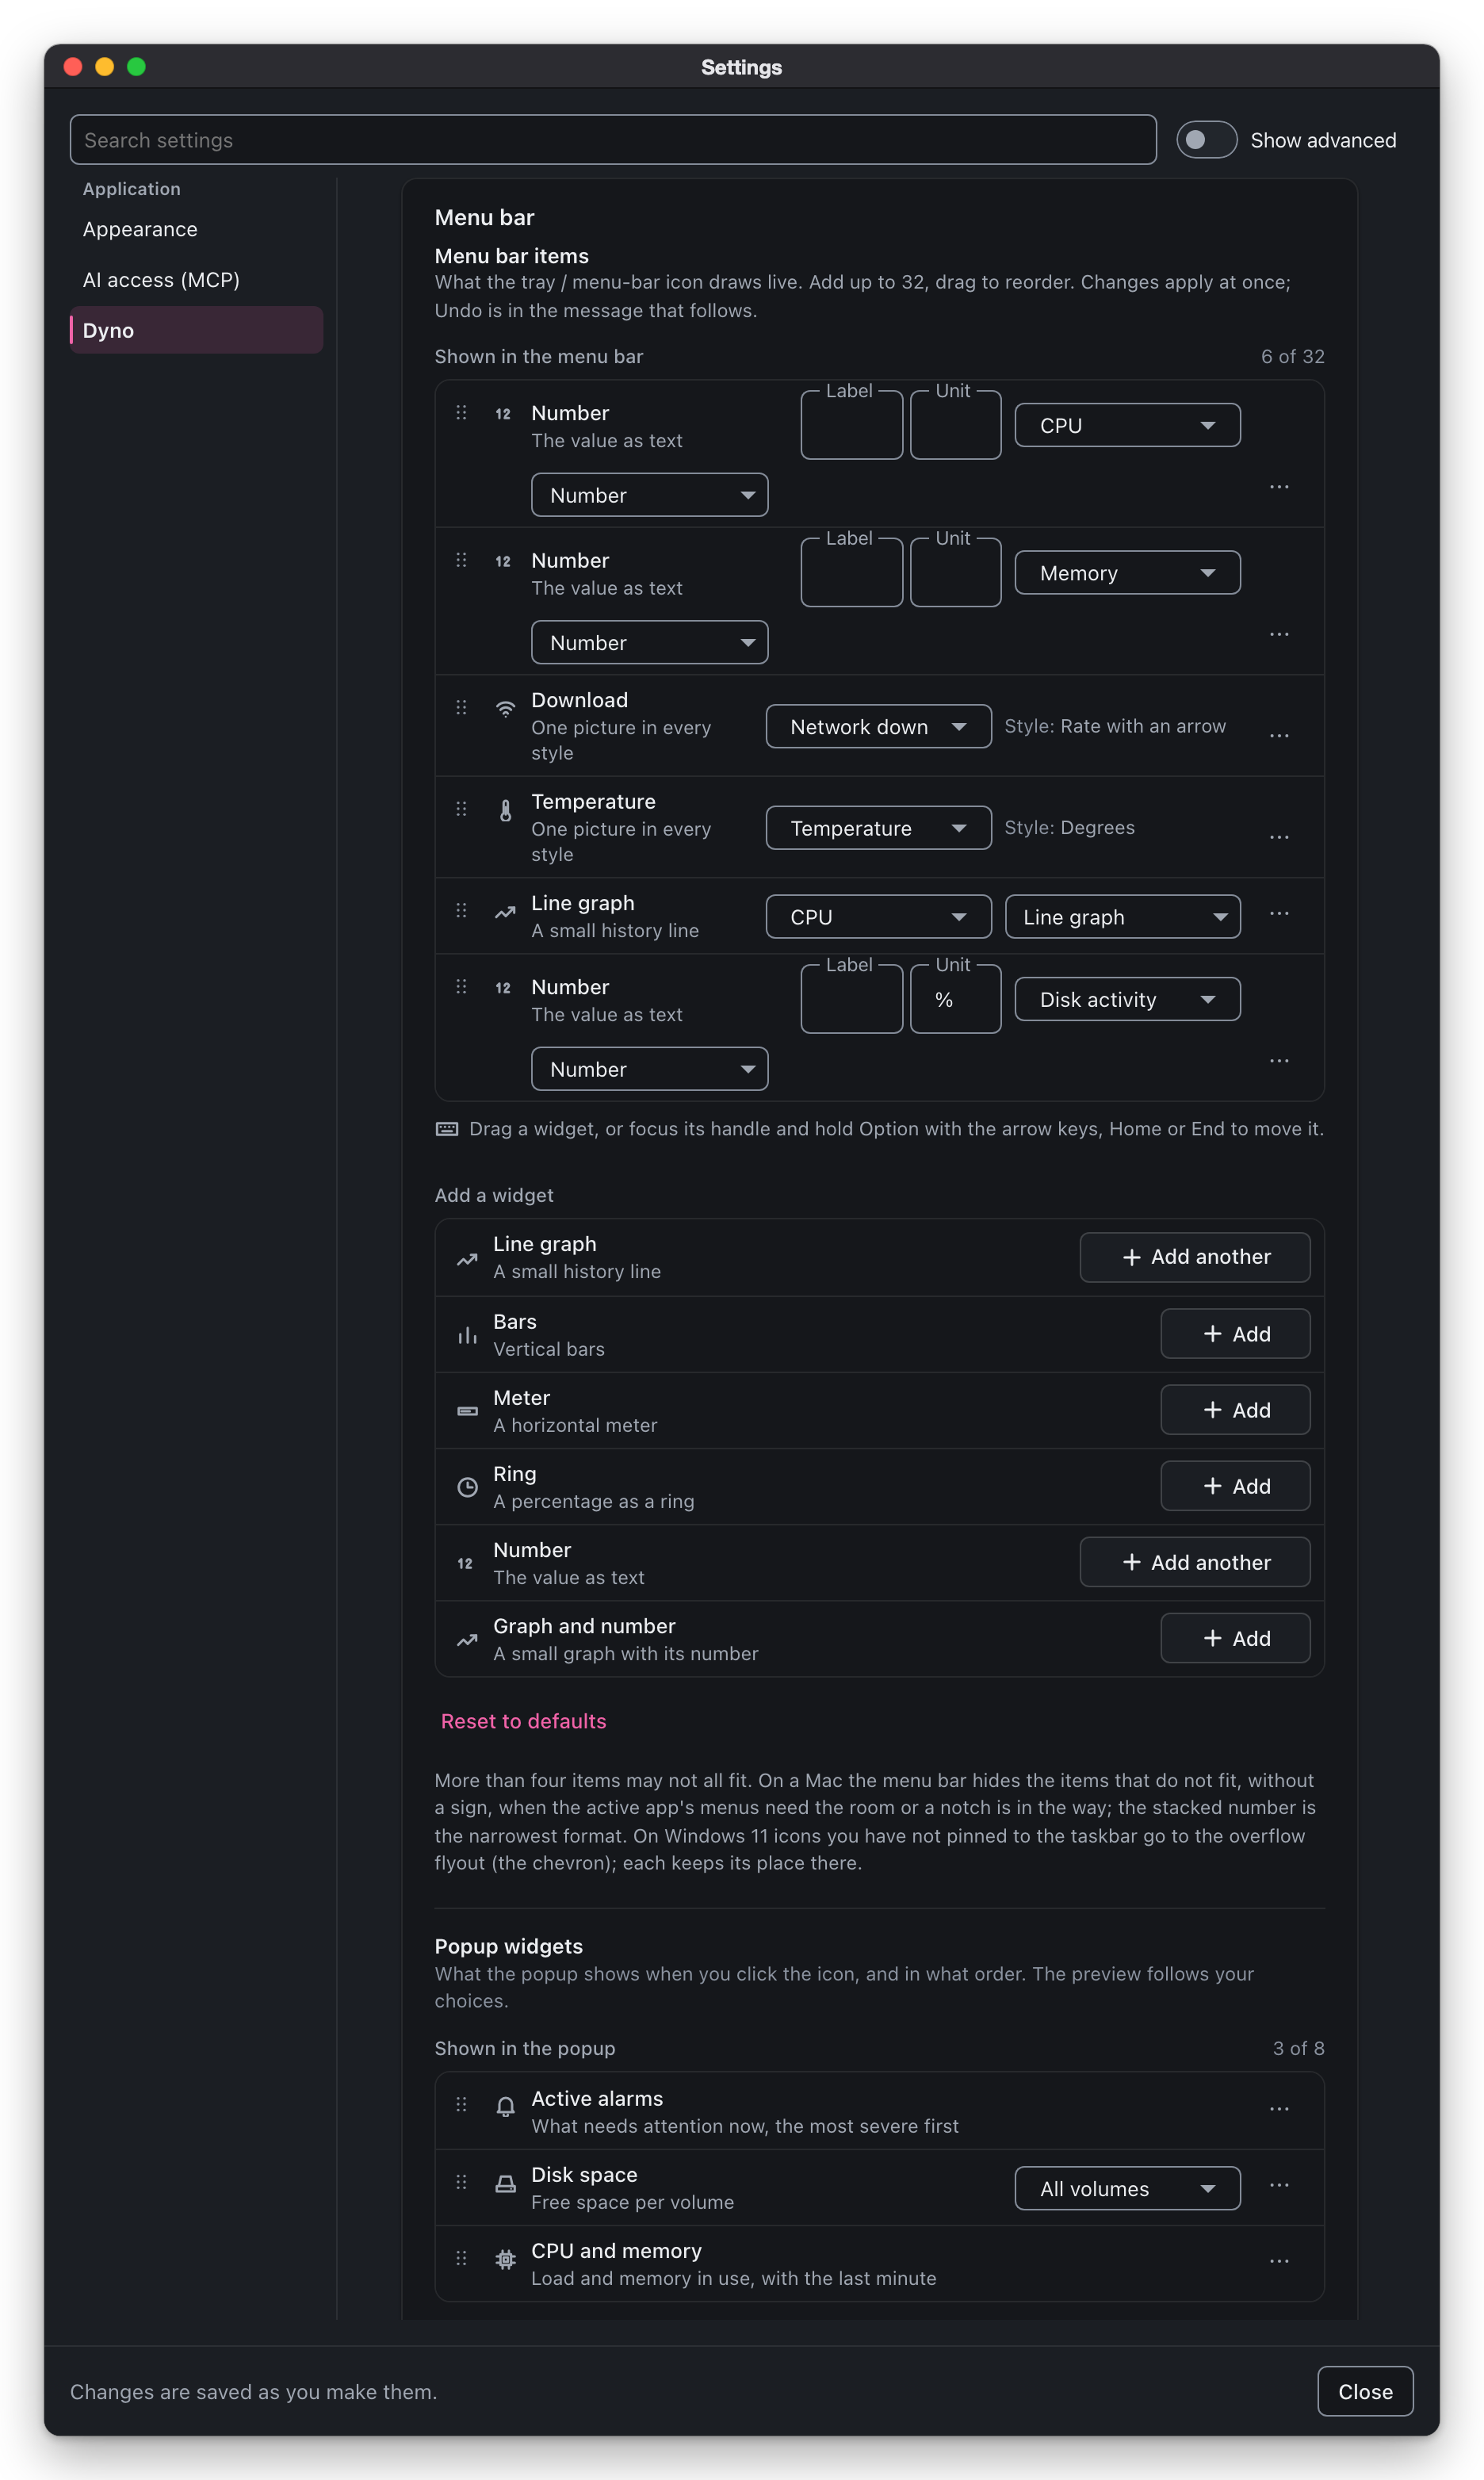 Settings
Search settings
Show advanced
Application
Appearance
AI access (MCP)
Dyno
Menu bar
Menu bar items
What the tray / menu-bar icon draws live. Add up to 32, drag to reorder. Changes apply at once;
Undo is in the message that follows.
Shown in the menu bar
6 of 32
12 Number
The value as text
Label
Unit
CPU
Number
...
12 Number
The value as text
Label
Unit
Memory
Number
...
Download
One picture in every
style
Network down
Style: Rate with an arrow
...
Temperature
One picture in every
style
Temperature
Style: Degrees
...
Line graph
A small history line
CPU
Line graph
...
12 Number
The value as text
Label
Unit
%
Disk activity
Number
...
Drag a widget, or focus its handle and hold Option with the arrow keys, Home or End to move it.
Add a widget
Line graph
A small history line
+ Add another
Bars
Vertical bars
+ Add
Meter
A horizontal meter
+ Add
Ring
A percentage as a ring
+ Add
12 Number
The value as text
+ Add another
Graph and number
A small graph with its number
+ Add
Reset to defaults
More than four items may not all fit. On a Mac the menu bar hides the items that do not fit, without
a sign, when the active app's menus need the room or a notch is in the way; the stacked number is
the narrowest format. On Windows 11 icons you have not pinned to the taskbar go to the overflow
flyout (the chevron); each keeps its place there.
Popup widgets
What the popup shows when you click the icon, and in what order. The preview follows your
choices.
Shown in the popup
3 of 8
Active alarms
What needs attention now, the most severe first
...
Disk space
Free space per volume
All volumes
...
CPU and memory
Load and memory in use, with the last minute
...
Changes are saved as you make them.
Close